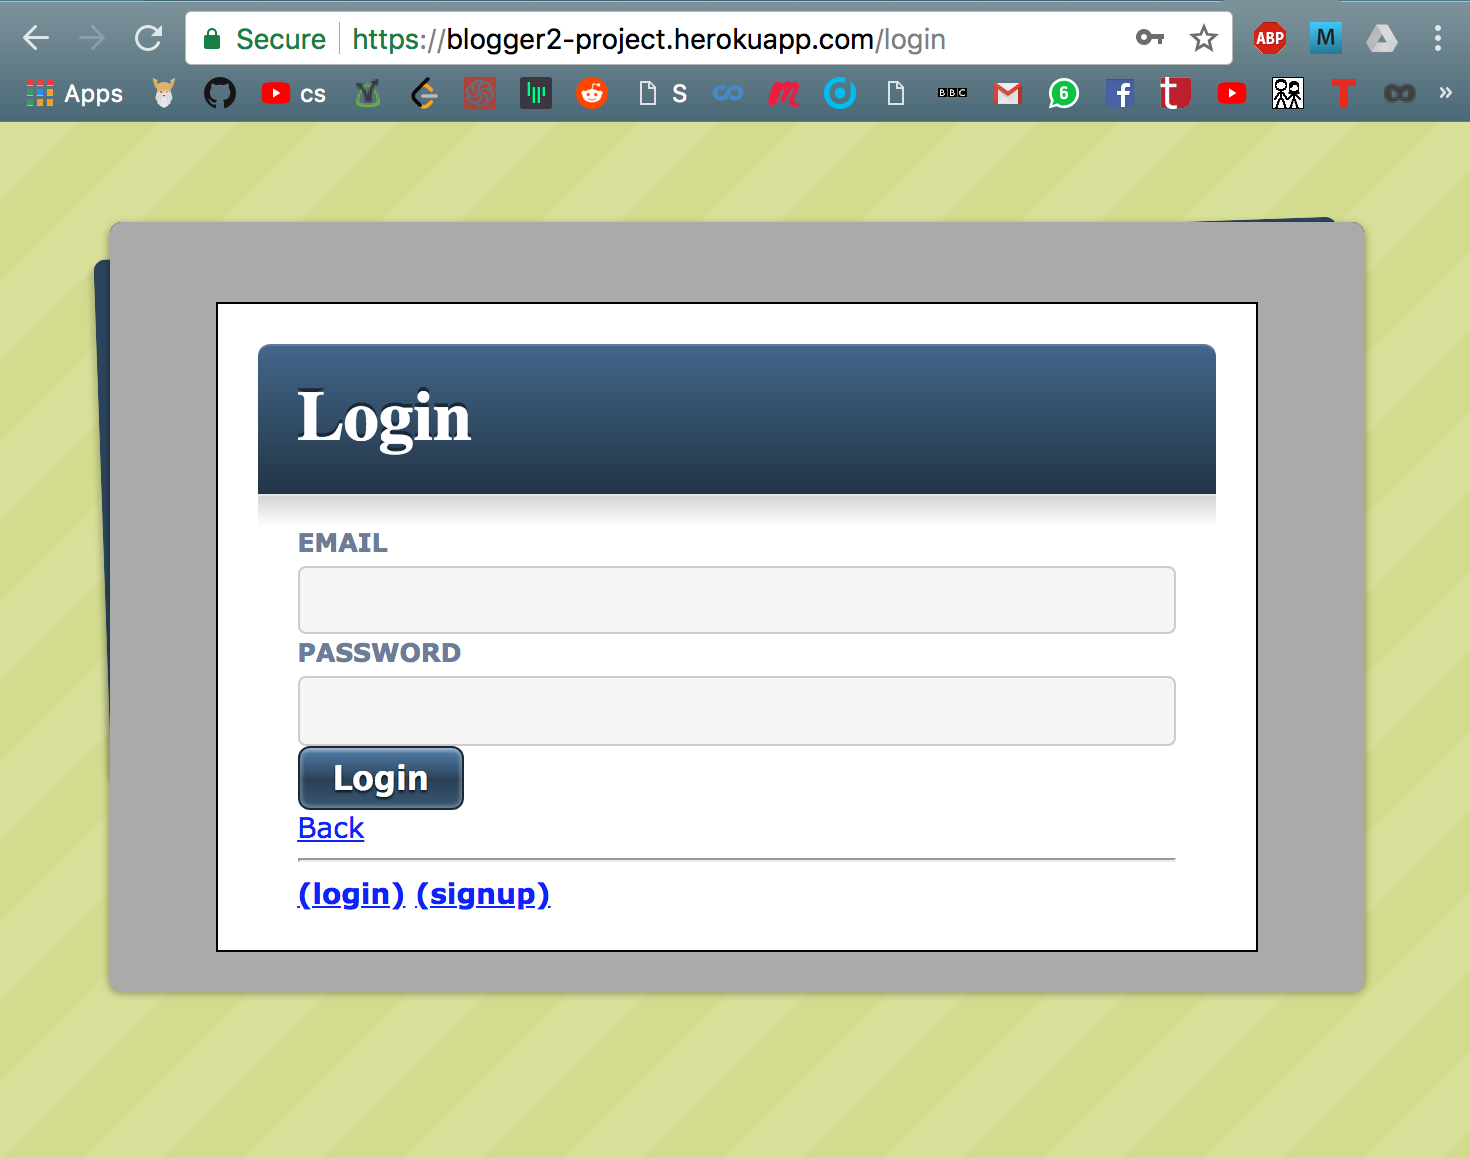 Secure https://blogger2-project.herokuapp.com/login
ABP M
Apps cs S BBC 6 f t T »
Login
EMAIL
PASSWORD
Login
Back
(login) (signup)